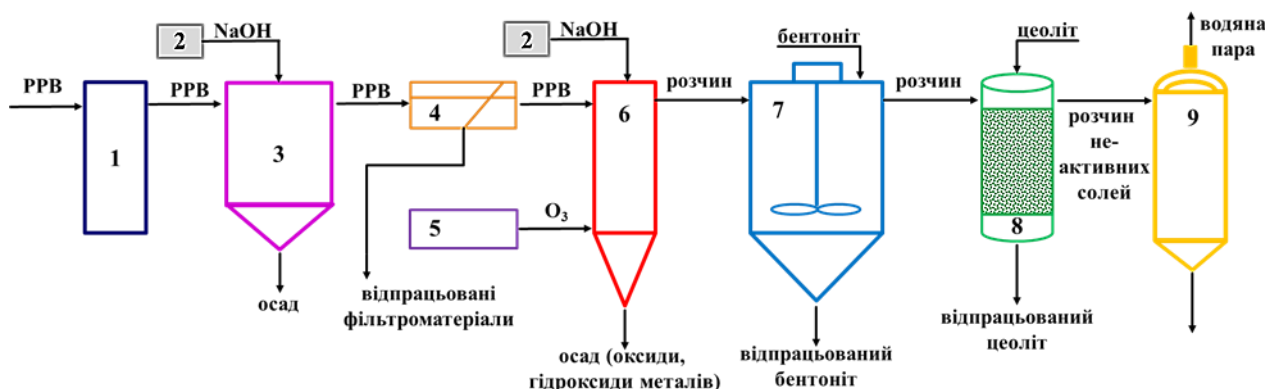 2
NaOH
2
NaOH
бентоніт
цеоліт
водяна
пара
РРВ
РРВ
РРВ
РРВ
розчин
розчин
розчин
не-
активних
солей
1
3
4
5
O₃
6
7
8
9
осад
відпрацьовані
фільтроматеріали
осад (оксиди,
гідроксиди металів)
відпрацьований
бентоніт
відпрацьований
цеоліт